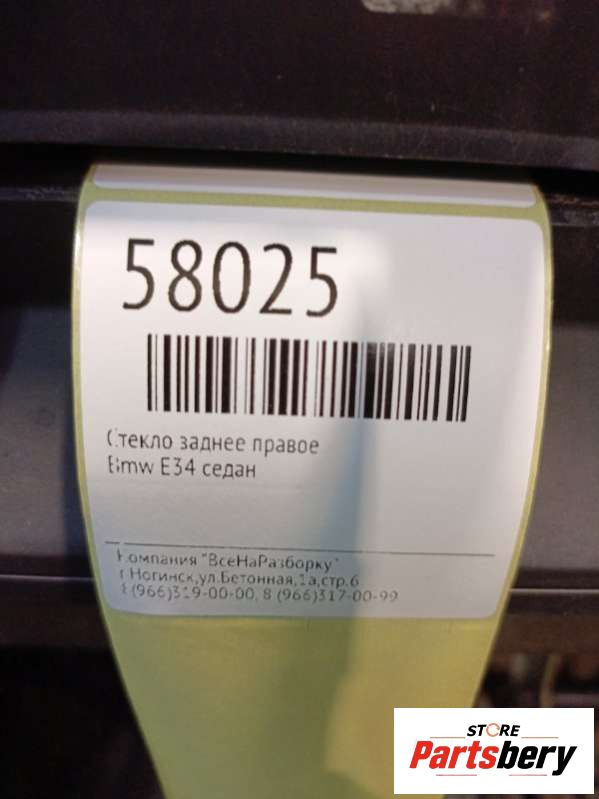 58025
Стекло заднее правое
Bmw E34 седан
Компания "ВсеНаРазборку"
г.Ногинск,ул.Бетонная,1а,стр.6
8 (966)319-00-00, 8 (966)317-00-99
STORE
Partsbery